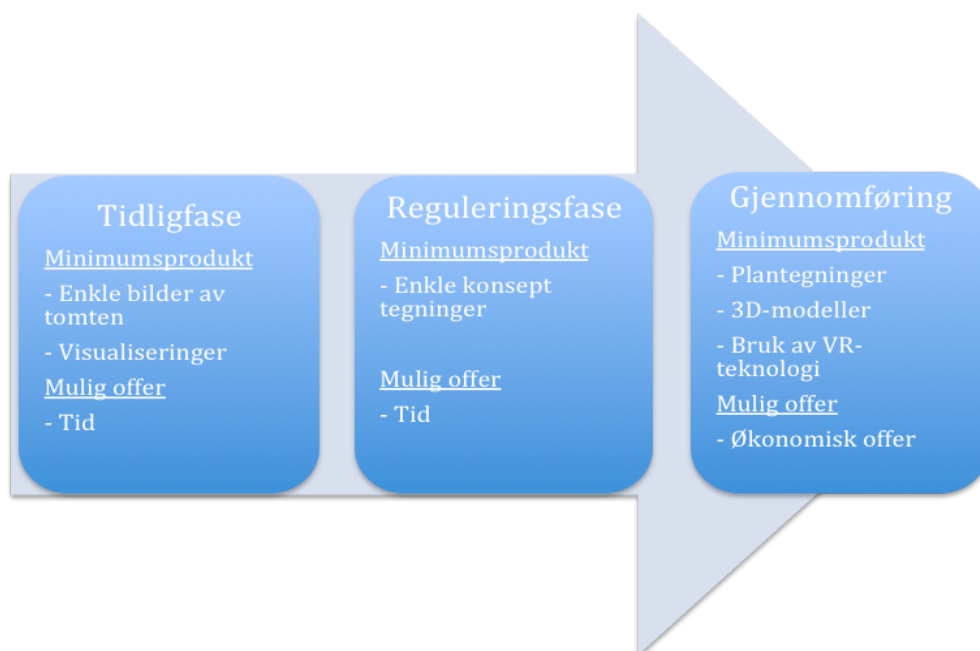 Tidligfase
Minimumsprodukt
- Enkle bilder av
tomten
- Visualiseringer
Mulig offer
- Tid
Reguleringsfase
Minimumsprodukt
- Enkle konsept
tegninger
Mulig offer
- Tid
Gjennomføring
Minimumsprodukt
- Plantegninger
- 3D-modeller
- Bruk av VR-
teknologi
Mulig offer
- Økonomisk offer